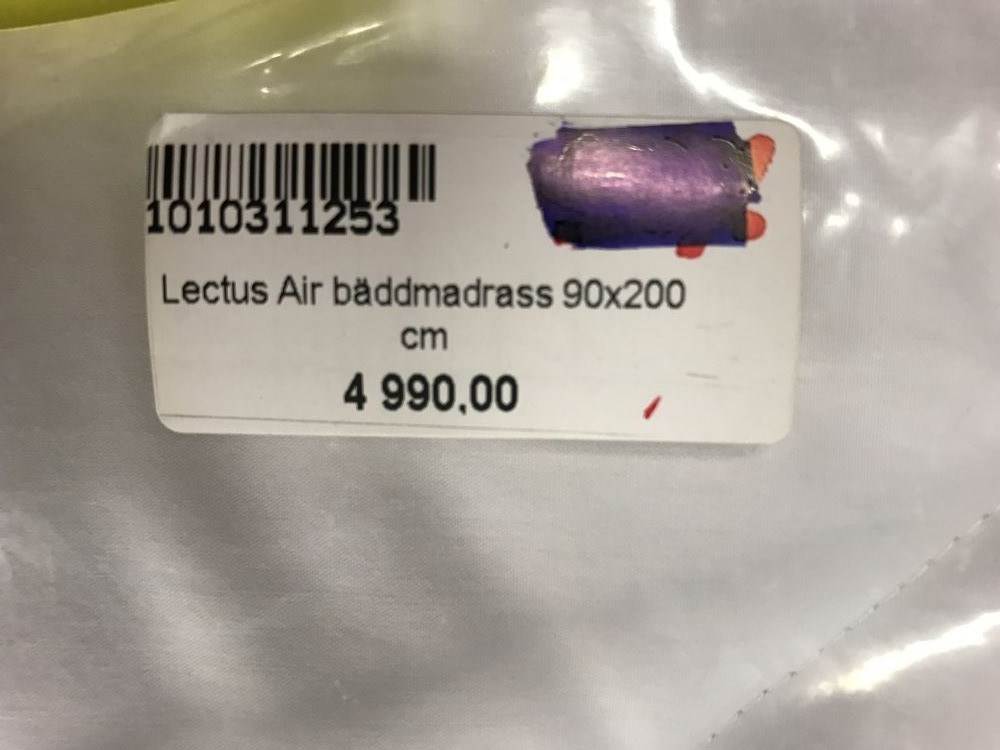 1010311253
Lectus Air bäddmadrass 90x200
cm
4 990,00